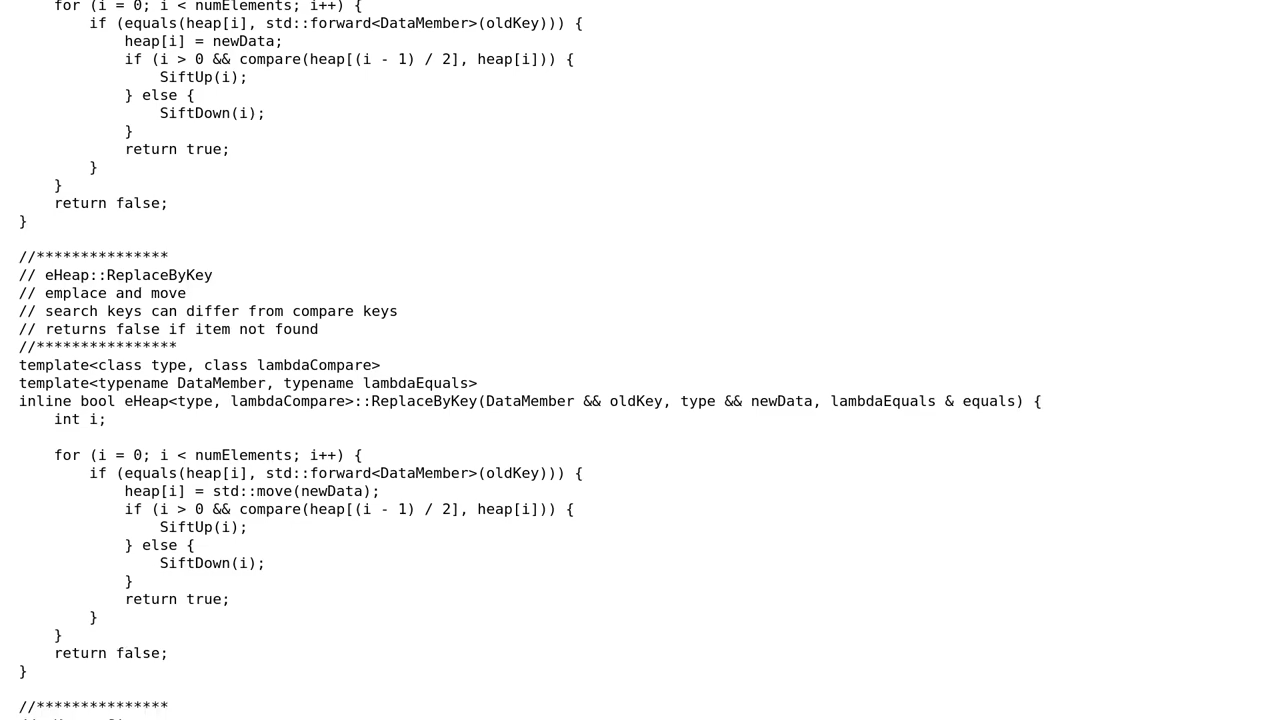 for (i = 0; i < numElements; i++) {
        if (equals(heap[i], std::forward<DataMember>(oldKey))) {
            heap[i] = newData;
            if (i > 0 && compare(heap[(i - 1) / 2], heap[i])) {
                SiftUp(i);
            } else {
                SiftDown(i);
            }
            return true;
        }
    }
    return false;
}

//***************
// eHeap::ReplaceByKey
// emplace and move
// search keys can differ from compare keys
// returns false if item not found
//****************
template<class type, class lambdaCompare>
template<typename DataMember, typename lambdaEquals>
inline bool eHeap<type, lambdaCompare>::ReplaceByKey(DataMember && oldKey, type && newData, lambdaEquals & equals) {
    int i;

    for (i = 0; i < numElements; i++) {
        if (equals(heap[i], std::forward<DataMember>(oldKey))) {
            heap[i] = std::move(newData);
            if (i > 0 && compare(heap[(i - 1) / 2], heap[i])) {
                SiftUp(i);
            } else {
                SiftDown(i);
            }
            return true;
        }
    }
    return false;
}

//***************